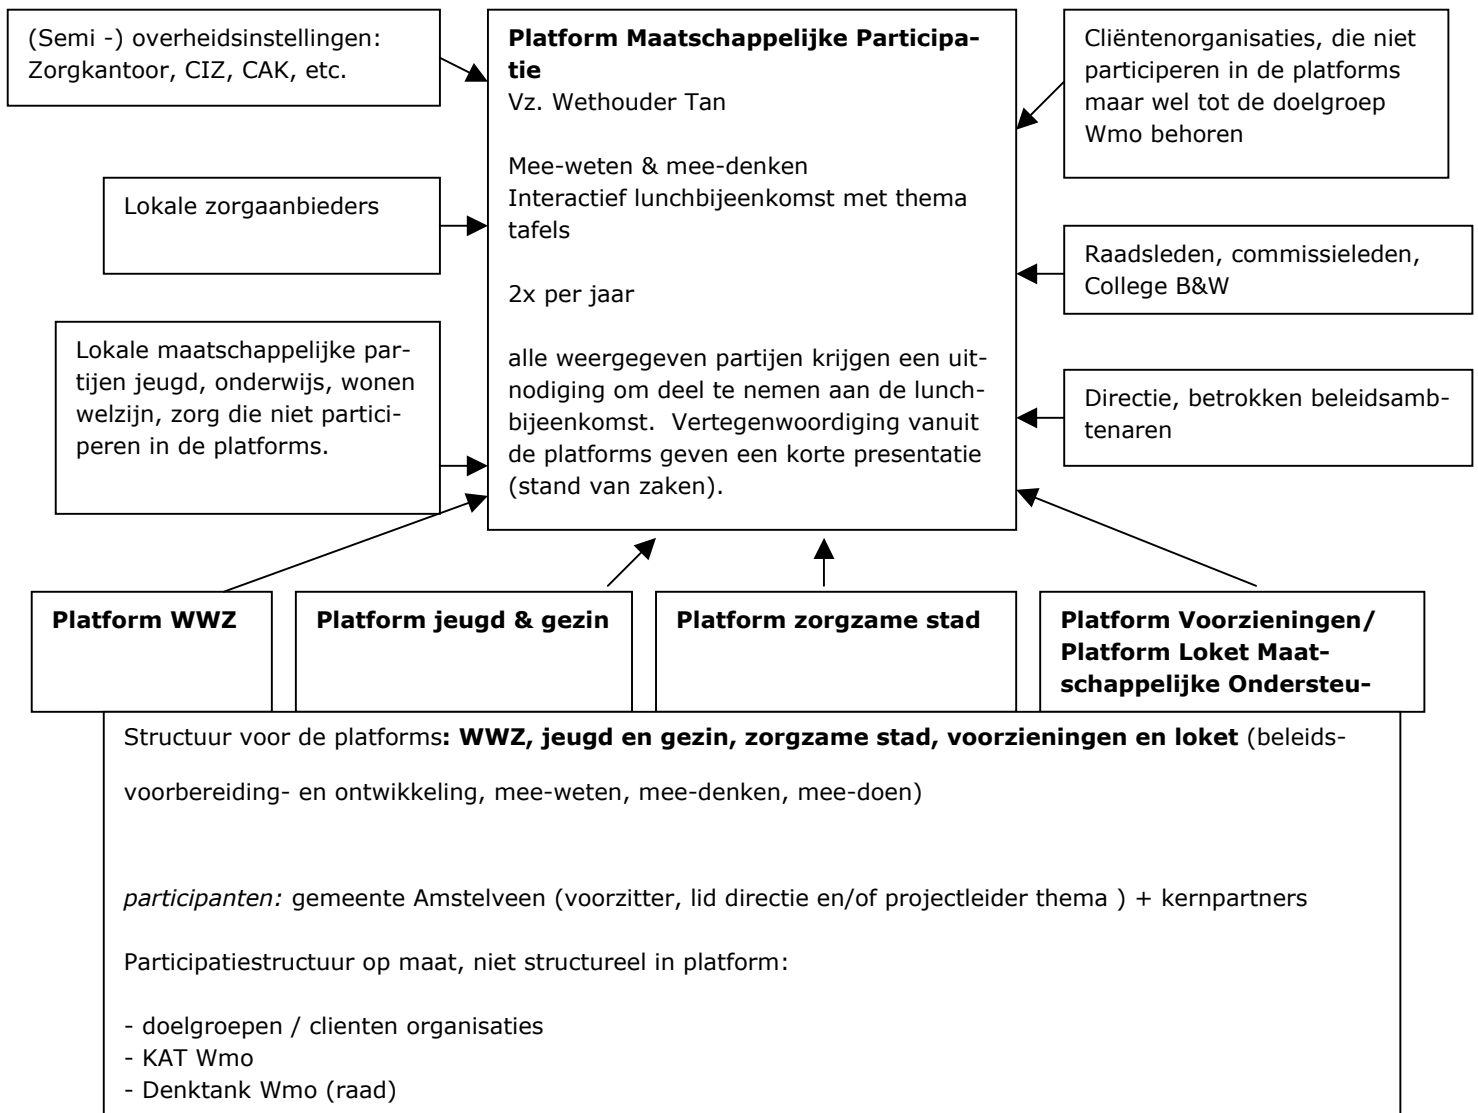 (Semi -) overheidsinstellingen:
Zorgkantoor, CIZ, CAK, etc.
Lokale zorgaanbieders
Lokale maatschappelijke par-
tijen jeugd, onderwijs, wonen
welzijn, zorg die niet partici-
peren in de platforms.
Platform Maatschappelijke Participa-
tie
Vz. Wethouder Tan
Mee-weten & mee-denken
Interactief lunchbijeenkomst met thema
tafels
2x per jaar
alle weergegeven partijen krijgen een uit-
nodiging om deel te nemen aan de lunch-
bijeenkomst.  Vertegenwoordiging vanuit
de platforms geven een korte presentatie
(stand van zaken).
Cliëntenorganisaties, die niet
participeren in de platforms
maar wel tot de doelgroep
Wmo behoren
Raadsleden, commissieleden,
College B&W
Directie, betrokken beleidsamb-
tenaren
Platform WWZ
Platform jeugd & gezin
Platform zorgzame stad
Platform Voorzieningen/
Platform Loket Maat-
schappelijke Ondersteu-
Structuur voor de platforms: WWZ, jeugd en gezin, zorgzame stad, voorzieningen en loket (beleids-
voorbereiding- en ontwikkeling, mee-weten, mee-denken, mee-doen)
participanten: gemeente Amstelveen (voorzitter, lid directie en/of projectleider thema ) + kernpartners
Participatiestructuur op maat, niet structureel in platform:
- doelgroepen / clienten organisaties
- KAT Wmo
- Denktank Wmo (raad)